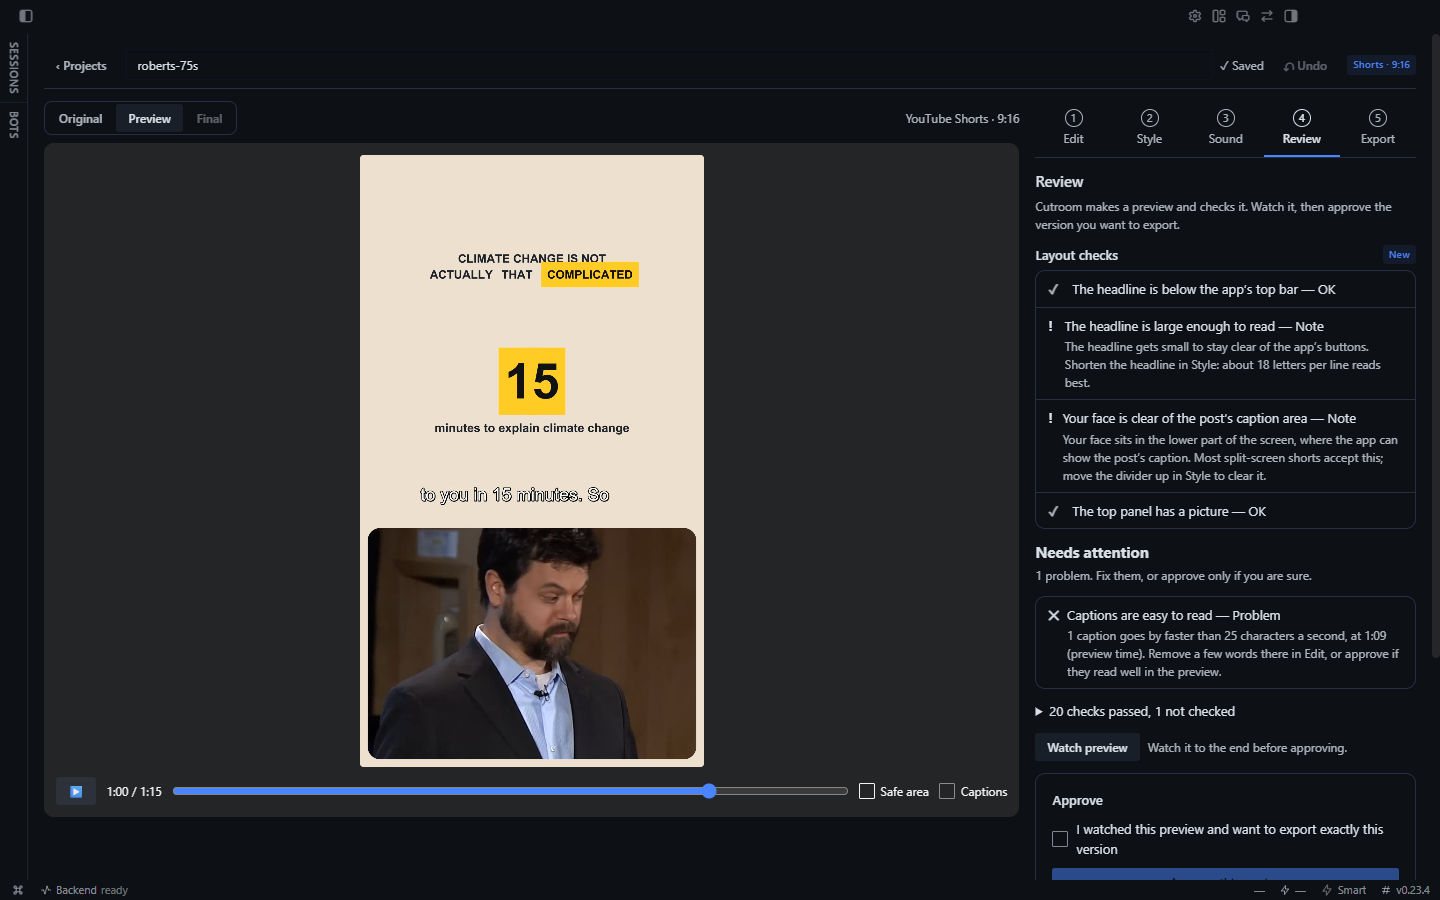 SESSIONS
BOTS
‹ Projects
roberts-75s
✓ Saved
Undo
Shorts · 9:16
Original
Preview
Final
YouTube Shorts · 9:16
1
Edit
2
Style
3
Sound
4
Review
5
Export
CLIMATE CHANGE IS NOT
ACTUALLY THAT COMPLICATED
15
minutes to explain climate change
to you in 15 minutes. So
1:00 / 1:15
Safe area
Captions
Review
Cutroom makes a preview and checks it. Watch it, then approve the
version you want to export.
Layout checks
New
✓ The headline is below the app's top bar — OK
! The headline is large enough to read — Note
The headline gets small to stay clear of the app's buttons.
Shorten the headline in Style: about 18 letters per line reads
best.
! Your face is clear of the post's caption area — Note
Your face sits in the lower part of the screen, where the app can
show the post's caption. Most split-screen shorts accept this;
move the divider up in Style to clear it.
✓ The top panel has a picture — OK
Needs attention
1 problem. Fix them, or approve only if you are sure.
✕ Captions are easy to read — Problem
1 caption goes by faster than 25 characters a second, at 1:09
(preview time). Remove a few words there in Edit, or approve if
they read well in the preview.
▶ 20 checks passed, 1 not checked
Watch preview
Watch it to the end before approving.
Approve
I watched this preview and want to export exactly this
version
Backend ready
—
—
Smart
# v0.23.4